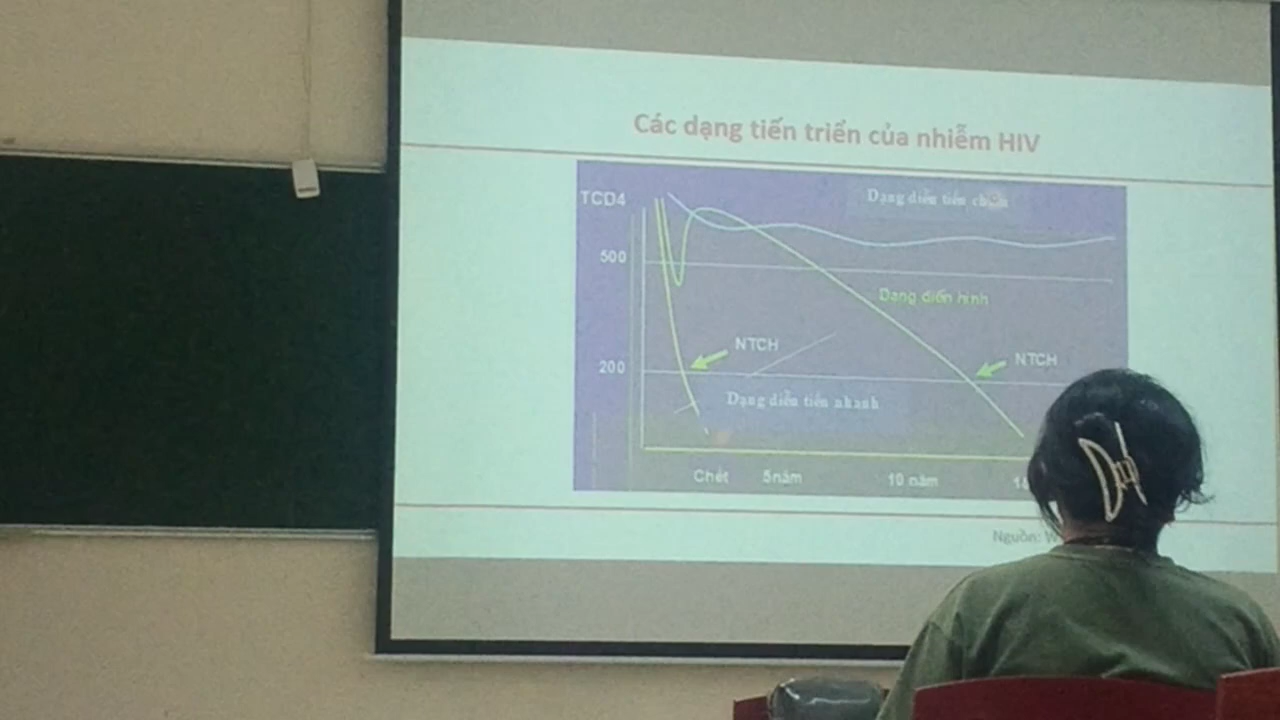 Các dạng tiến triển của nhiễm HIV
TCD4
Dạng diễn tiến chậm
500
Dạng điển hình
NTCH
NTCH
200
Dạng diễn tiến nhanh
Chết 5năm 10 năm
Nguồn: